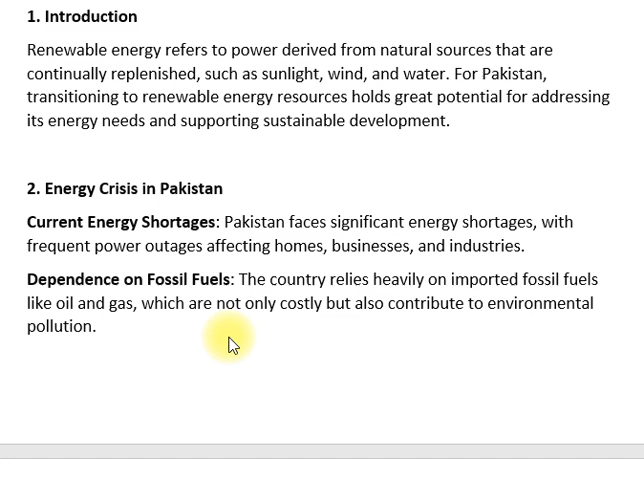 1. Introduction
Renewable energy refers to power derived from natural sources that are
continually replenished, such as sunlight, wind, and water. For Pakistan,
transitioning to renewable energy resources holds great potential for addressing
its energy needs and supporting sustainable development.
2. Energy Crisis in Pakistan
Current Energy Shortages: Pakistan faces significant energy shortages, with
frequent power outages affecting homes, businesses, and industries.
Dependence on Fossil Fuels: The country relies heavily on imported fossil fuels
like oil and gas, which are not only costly but also contribute to environmental
pollution.